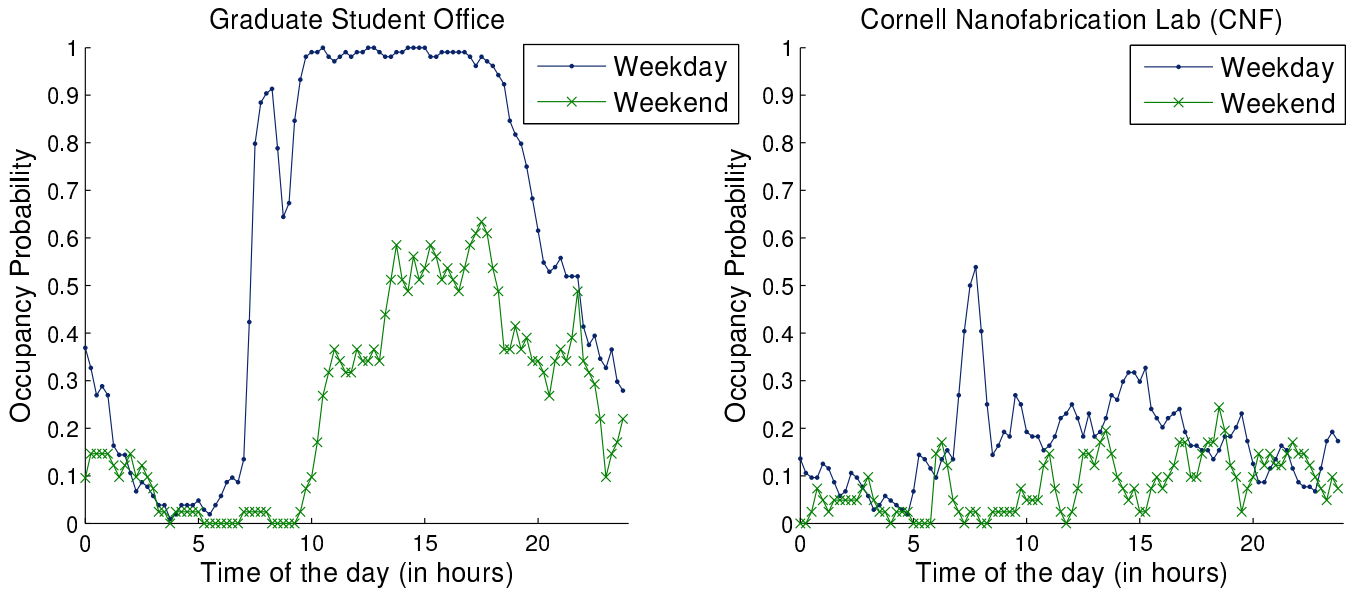 Graduate Student Office
Weekday
Weekend
Occupancy Probability
1
0.9
0.8
0.7
0.6
0.5
0.4
0.3
0.2
0.1
0
0 5 10 15 20
Time of the day (in hours)
Cornell Nanofabrication Lab (CNF)
Weekday
Weekend
Occupancy Probability
1
0.9
0.8
0.7
0.6
0.5
0.4
0.3
0.2
0.1
0
0 5 10 15 20
Time of the day (in hours)